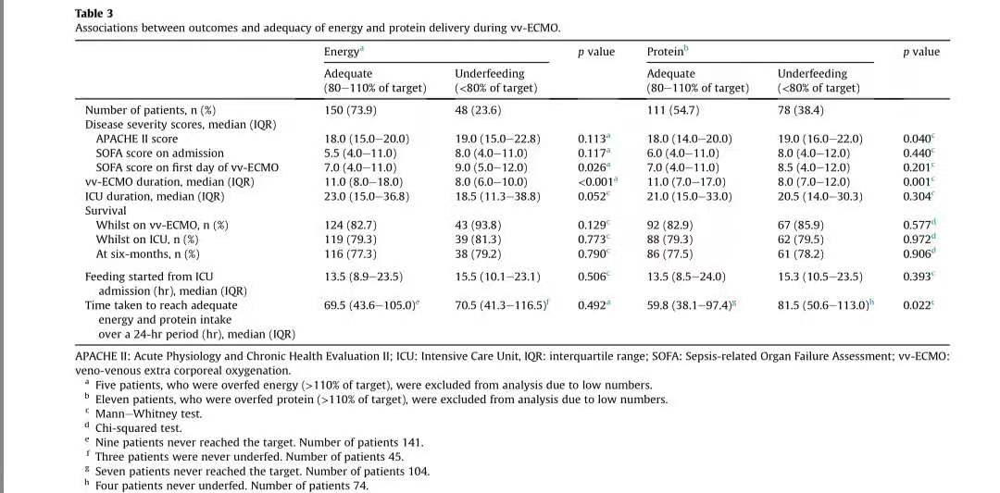 Table 3
Associations between outcomes and adequacy of energy and protein delivery during vv-ECMO.
Energyᵃ p value Proteinᵇ p value
Adequate Underfeeding Adequate Underfeeding
(80–110% of target) (<80% of target) (80–110% of target) (<80% of target)
Number of patients, n (%) 150 (73.9) 48 (23.6) 111 (54.7) 78 (38.4)
Disease severity scores, median (IQR)
APACHE II score 18.0 (15.0–20.0) 19.0 (15.0–22.8) 0.113ᵃ 18.0 (14.0–20.0) 19.0 (16.0–22.0) 0.040ᶜ
SOFA score on admission 5.5 (4.0–11.0) 8.0 (4.0–11.0) 0.117ᵃ 6.0 (4.0–11.0) 8.0 (4.0–12.0) 0.440ᶜ
SOFA score on first day of vv-ECMO 7.0 (4.0–11.0) 9.0 (5.0–12.0) 0.026ᵃ 7.0 (4.0–11.0) 8.5 (4.0–12.0) 0.201ᶜ
vv-ECMO duration, median (IQR) 11.0 (8.0–18.0) 8.0 (6.0–10.0) <0.001ᵃ 11.0 (7.0–17.0) 8.0 (7.0–12.0) 0.001ᶜ
ICU duration, median (IQR) 23.0 (15.0–36.8) 18.5 (11.3–38.8) 0.052ᶜ 21.0 (15.0–33.0) 20.5 (14.0–30.3) 0.304ᶜ
Survival
Whilst on vv-ECMO, n (%) 124 (82.7) 43 (93.8) 0.129ᶜ 92 (82.9) 67 (85.9) 0.577ᵈ
Whilst on ICU, n (%) 119 (79.3) 39 (81.3) 0.773ᶜ 88 (79.3) 62 (79.5) 0.972ᵈ
At six-months, n (%) 116 (77.3) 38 (79.2) 0.790ᶜ 86 (77.5) 61 (78.2) 0.906ᵈ
Feeding started from ICU 13.5 (8.9–23.5) 15.5 (10.1–23.1) 0.506ᶜ 13.5 (8.5–24.0) 15.3 (10.5–23.5) 0.393ᶜ
admission (hr), median (IQR)
Time taken to reach adequate 69.5 (43.6–105.0)ᵉ 70.5 (41.3–116.5)ᶠ 0.492ᵃ 59.8 (38.1–97.4)ᵍ 81.5 (50.6–113.0)ʰ 0.022ᶜ
energy and protein intake
over a 24-hr period (hr), median (IQR)
APACHE II: Acute Physiology and Chronic Health Evaluation II; ICU: Intensive Care Unit, IQR: interquartile range; SOFA: Sepsis-related Organ Failure Assessment; vv-ECMO:
veno-venous extra corporeal oxygenation.
ᵃ Five patients, who were overfed energy (>110% of target), were excluded from analysis due to low numbers.
ᵇ Eleven patients, who were overfed protein (>110% of target), were excluded from analysis due to low numbers.
ᶜ Mann–Whitney test.
ᵈ Chi-squared test.
ᵉ Nine patients never reached the target. Number of patients 141.
ᶠ Three patients were never underfed. Number of patients 45.
ᵍ Seven patients never reached the target. Number of patients 104.
ʰ Four patients never underfed. Number of patients 74.